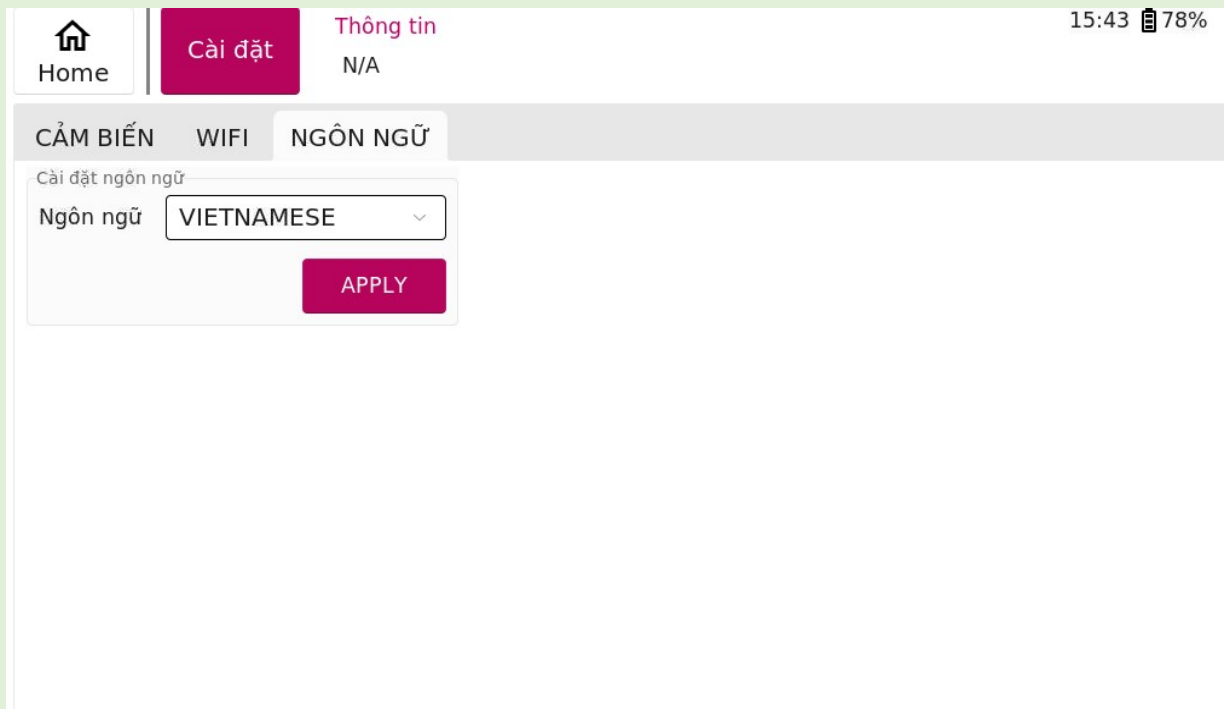 Home
Cài đặt
Thông tin
N/A
15:43 78%
CẢM BIẾN WIFI NGÔN NGỮ
Cài đặt ngôn ngữ
Ngôn ngữ VIETNAMESE
APPLY